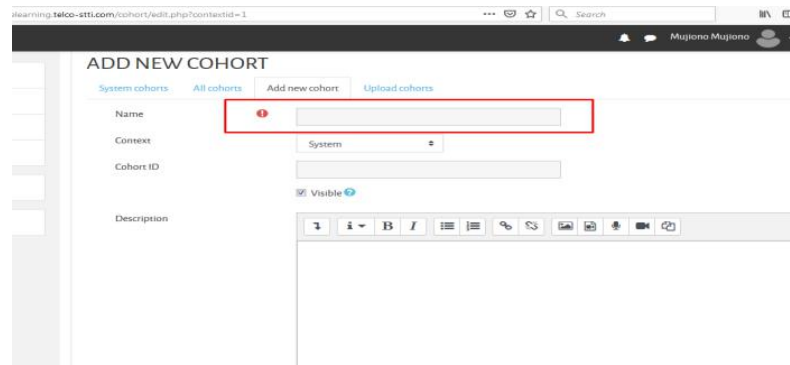 elearning.telco-stti.com/cohort/edit.php?contextid=1
Search
Mujiono Mujiono
ADD NEW COHORT
System cohorts All cohorts Add new cohort Upload cohorts
Name
Context System
Cohort ID
Visible
Description
B I